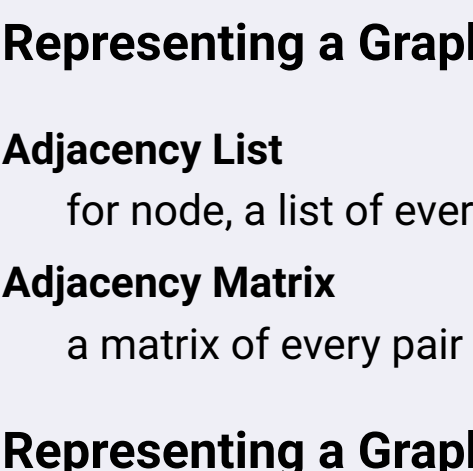 Representing a Grap
Adjacency List
for node, a list of ever
Adjacency Matrix
a matrix of every pair
Representing a Grap